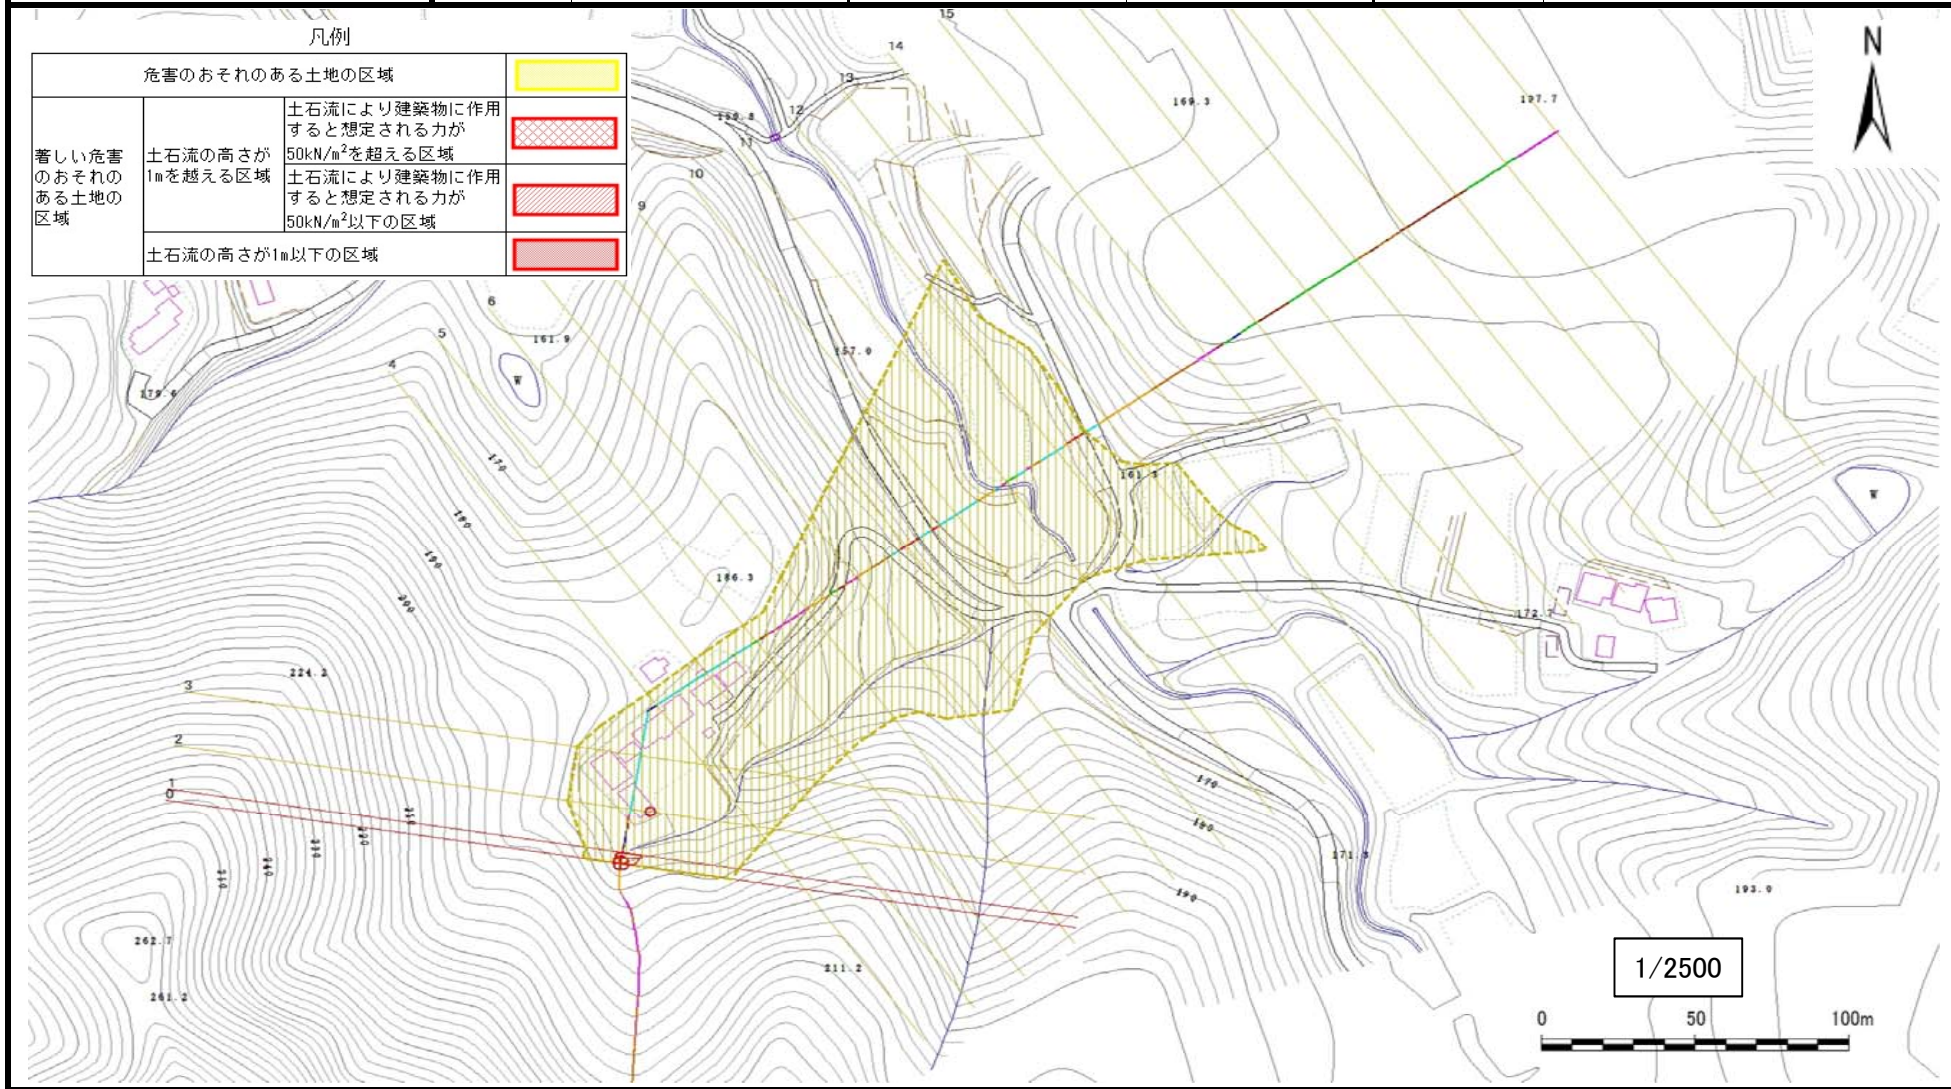 凡例
危害のおそれのある土地の区域
著しい危害
のおそれの
ある土地の
区域
土石流の高さが
1mを越える区域
土石流により建築物に作用
すると想定される力が
50kN/m²を超える区域
土石流により建築物に作用
すると想定される力が
50kN/m²以下の区域
土石流の高さが1m以下の区域
N
15
14
13
12
11
10
9
6
5
4
3
2
1
0
169.3
197.7
161.9
157.0
W
170
180
190
200
186.3
172.7
W
224.2
170
180
190
171.3
193.0
262.7
261.2
211.2
1/2500
0 50 100m